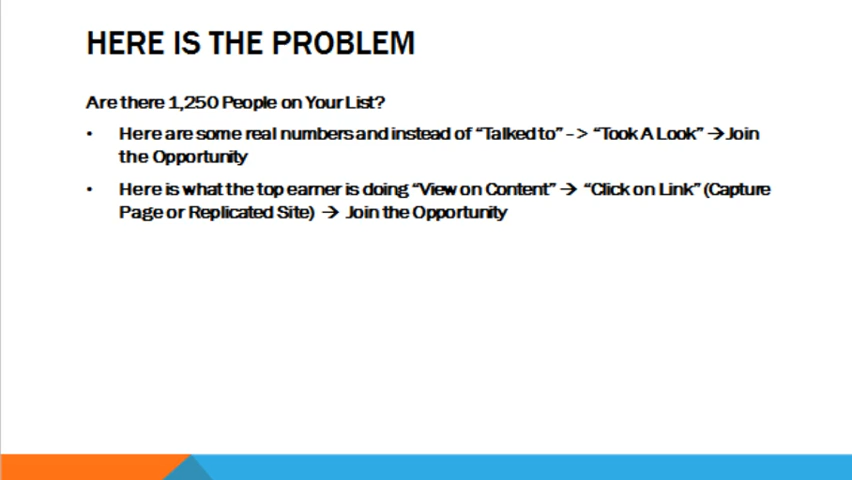 HERE IS THE PROBLEM
Are there 1,250 People on Your List?
• Here are some real numbers and instead of “Talked to” - > “Took A Look” →Join
the Opportunity
• Here is what the top earner is doing “View on Content” → “Click on Link” (Capture
Page or Replicated Site) → Join the Opportunity